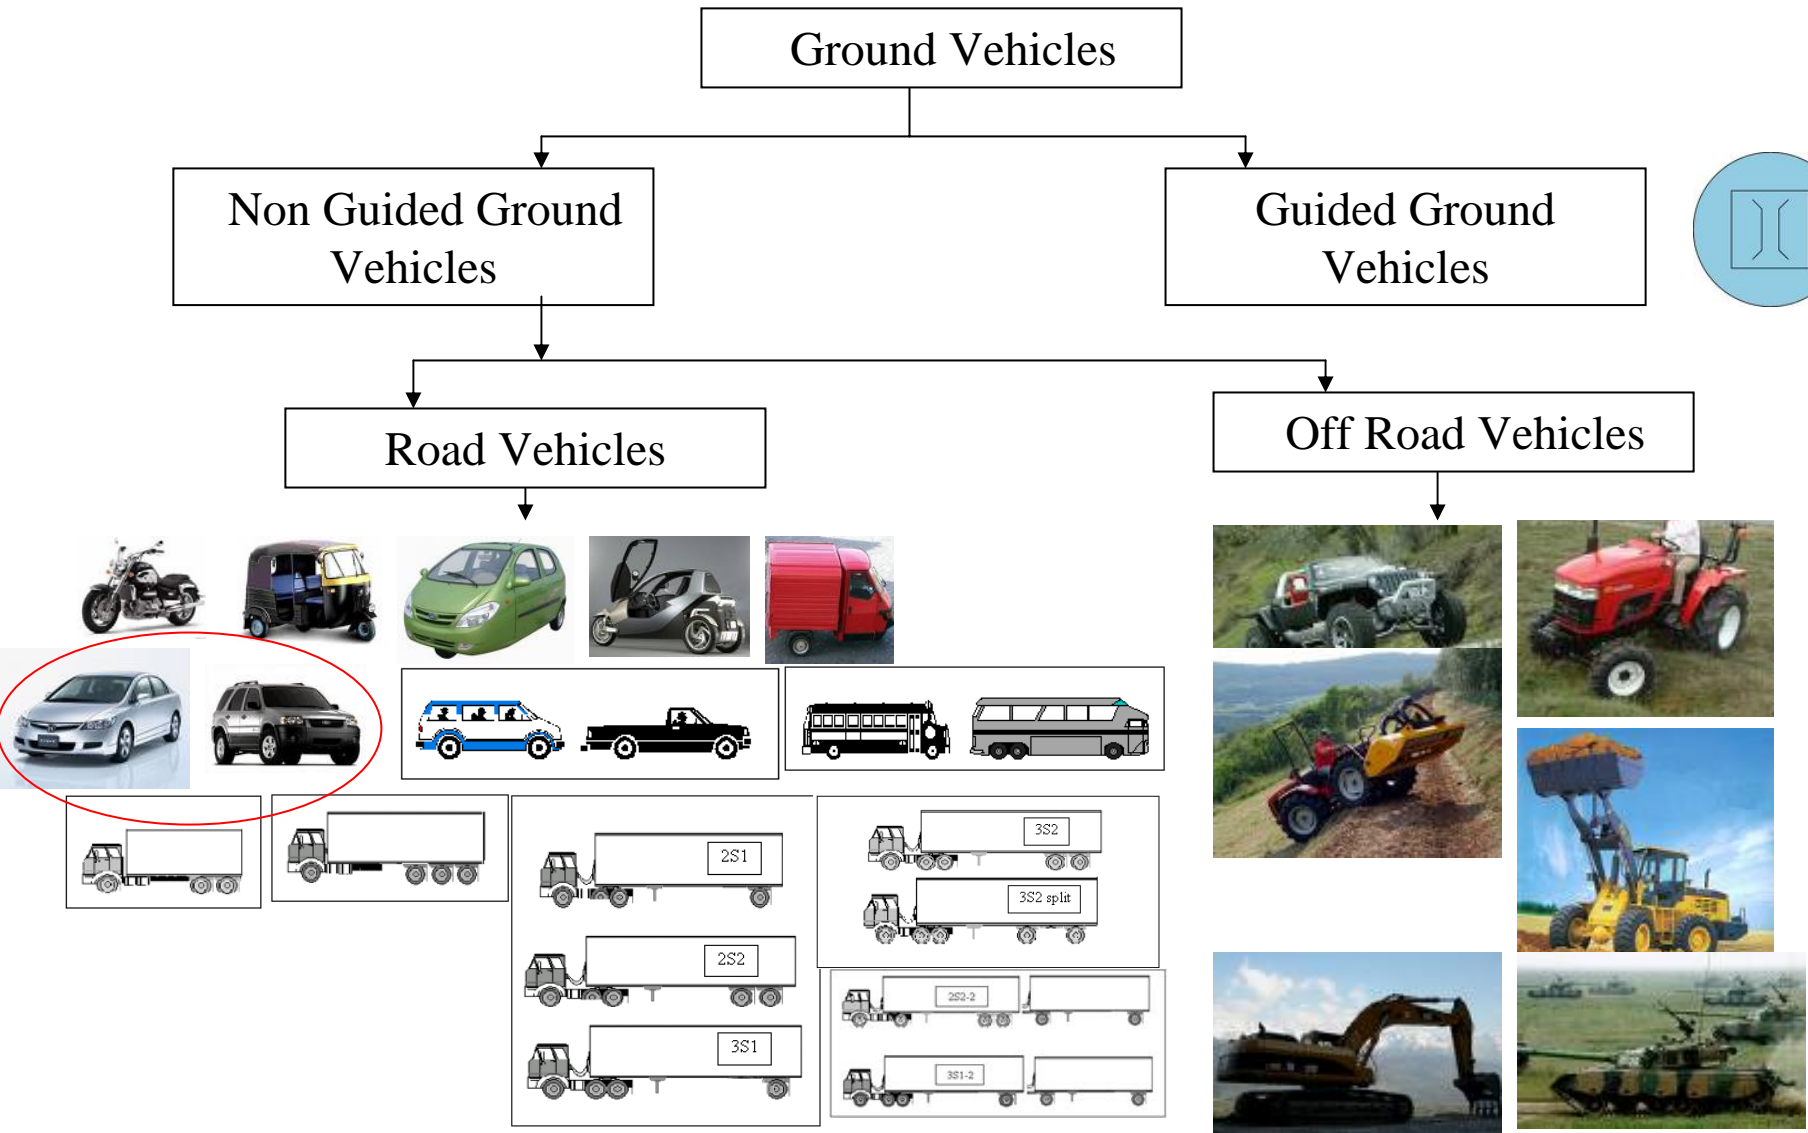 Ground Vehicles
Non Guided Ground
Vehicles
Guided Ground
Vehicles
Road Vehicles
Off Road Vehicles
2S1
2S2
3S1
3S2
3S2 split
2S2-2
3S1-2